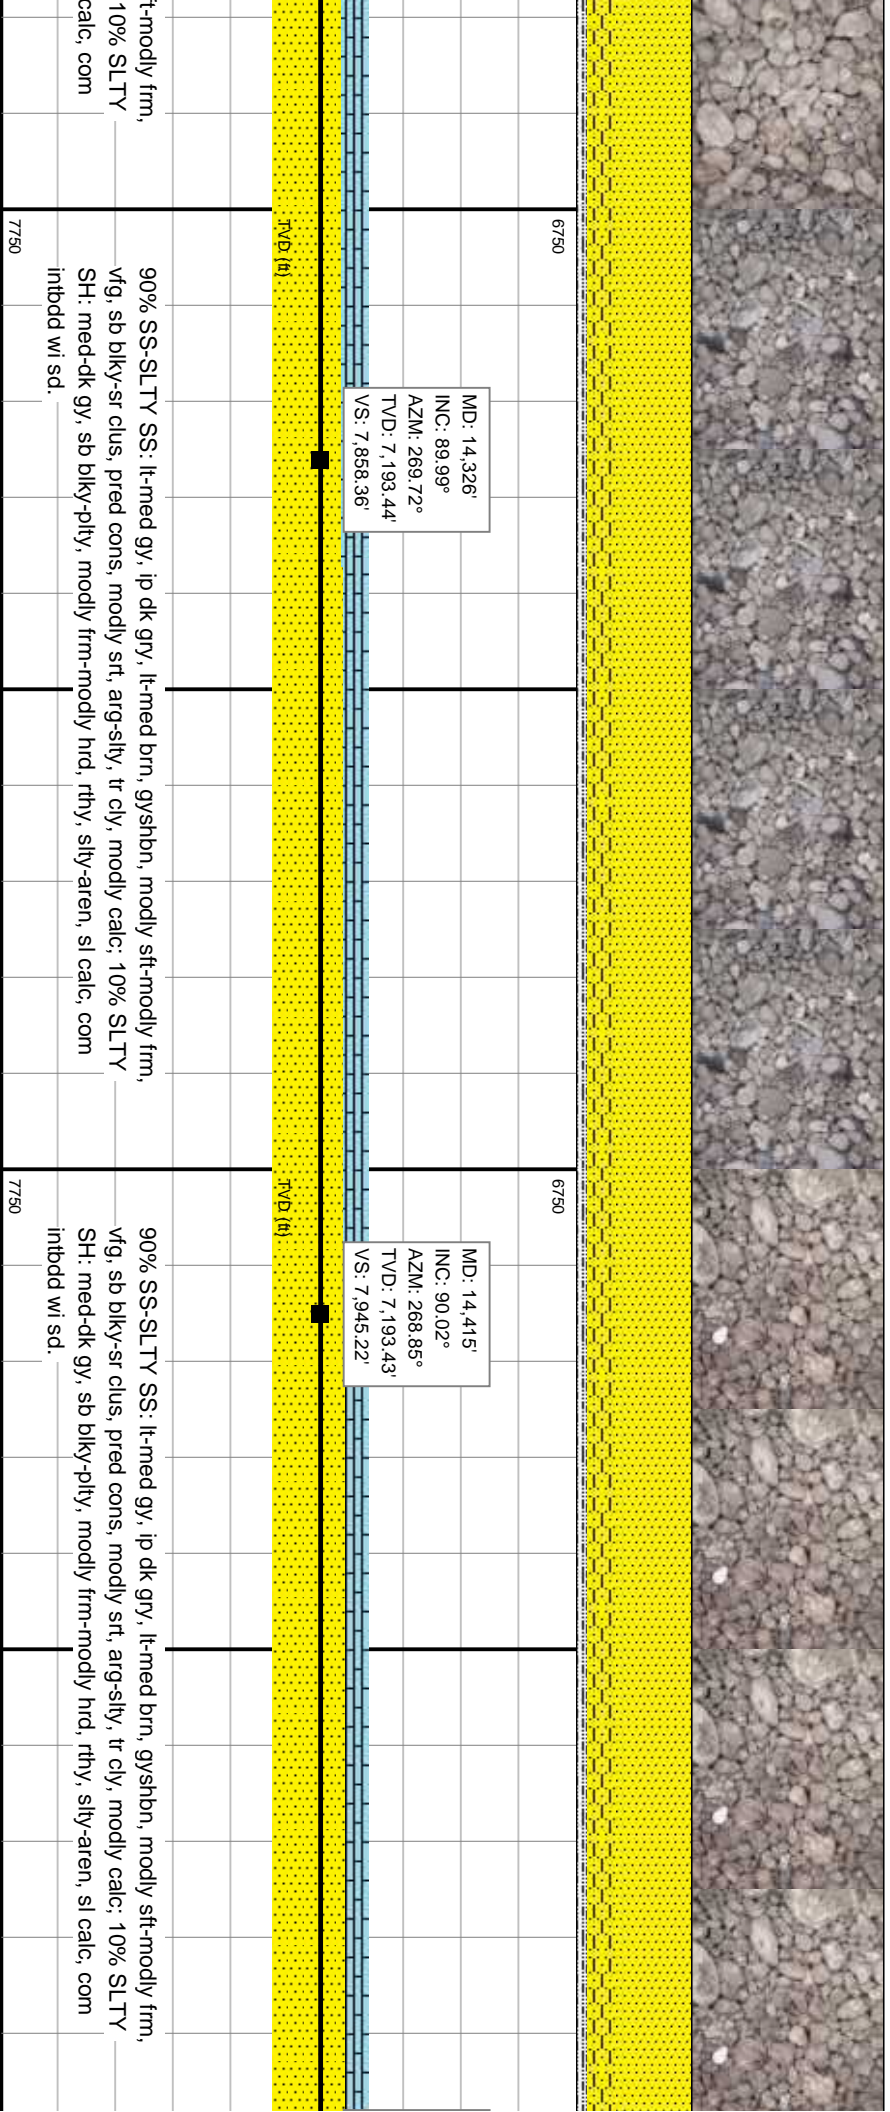 ft-modly frm,
10% SLTY
calc, com
6750
TVD (ft)
7750
MD: 14,326'
INC: 89.99°
AZM: 269.72°
TVD: 7,193.44'
VS: 7,858.36'
90% SS-SLTY SS: lt-med gy, ip dk gry, lt-med brn, gyshbn, modly sft-modly frm,
vfg, sb blky-sr clus, pred cons, modly srt, arg-slty, tr cly, modly calc; 10% SLTY
SH: med-dk gy, sb blky-plty, modly frm-modly hrd, rthy, slty-aren, sl calc, com
intbdd wi sd.
6750
TVD (ft)
7750
MD: 14,415'
INC: 90.02°
AZM: 268.85°
TVD: 7,193.43'
VS: 7,945.22'
90% SS-SLTY SS: lt-med gy, ip dk gry, lt-med brn, gyshbn, modly sft-modly frm,
vfg, sb blky-sr clus, pred cons, modly srt, arg-slty, tr cly, modly calc; 10% SLTY
SH: med-dk gy, sb blky-plty, modly frm-modly hrd, rthy, slty-aren, sl calc, com
intbdd wi sd.